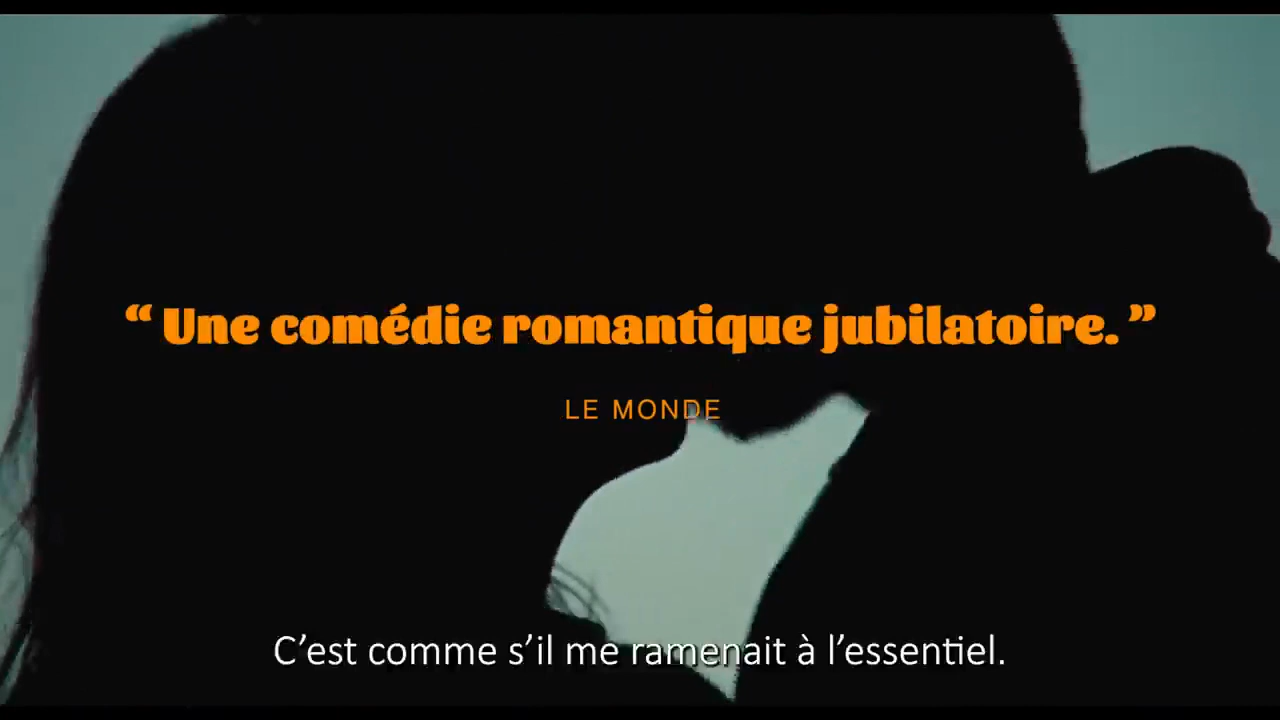 “ Une comédie romantique jubilatoire. ”
LE MONDE
C’est comme s’il me ramenait à l’essentiel.